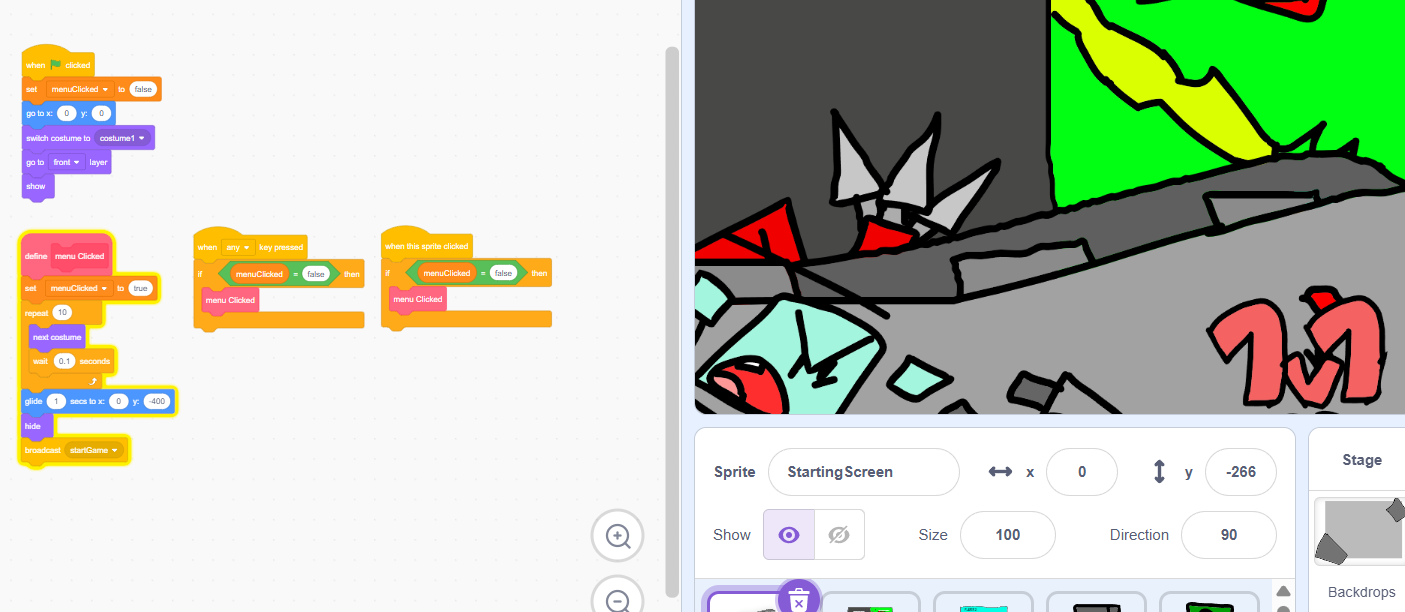 when clicked
set menuClicked to false
go to x: 0 y: 0
switch costume to costume1
go to front layer
show
define menu Clicked
set menuClicked to true
repeat 10
next costume
wait 0.1 seconds
glide 1 secs to x: 0 y: -400
hide
broadcast startGame
when any key pressed
if menuClicked = false then
menu Clicked
when this sprite clicked
if menuClicked = false then
menu Clicked
Sprite StartingScreen x 0 y -266
Show Size 100 Direction 90
Stage
Backdrops